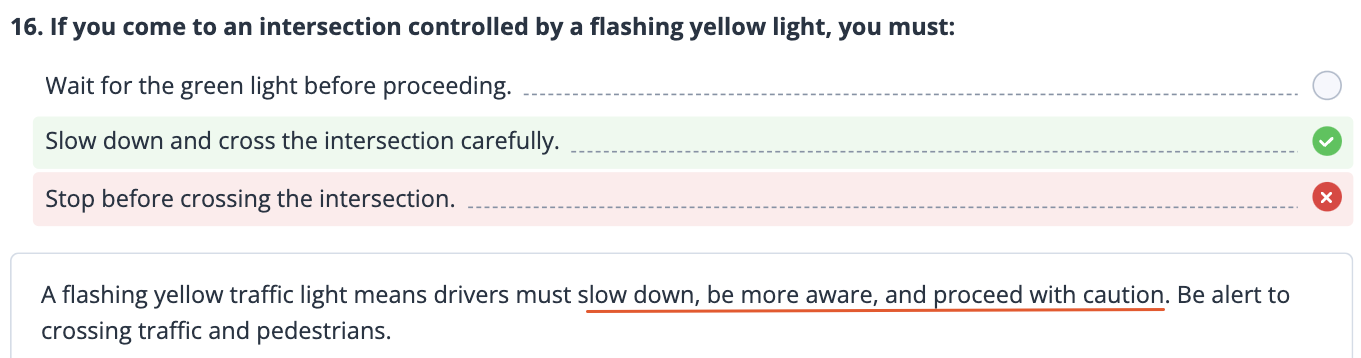 16. If you come to an intersection controlled by a flashing yellow light, you must:
Wait for the green light before proceeding.
Slow down and cross the intersection carefully.
Stop before crossing the intersection.
A flashing yellow traffic light means drivers must slow down, be more aware, and proceed with caution. Be alert to
crossing traffic and pedestrians.